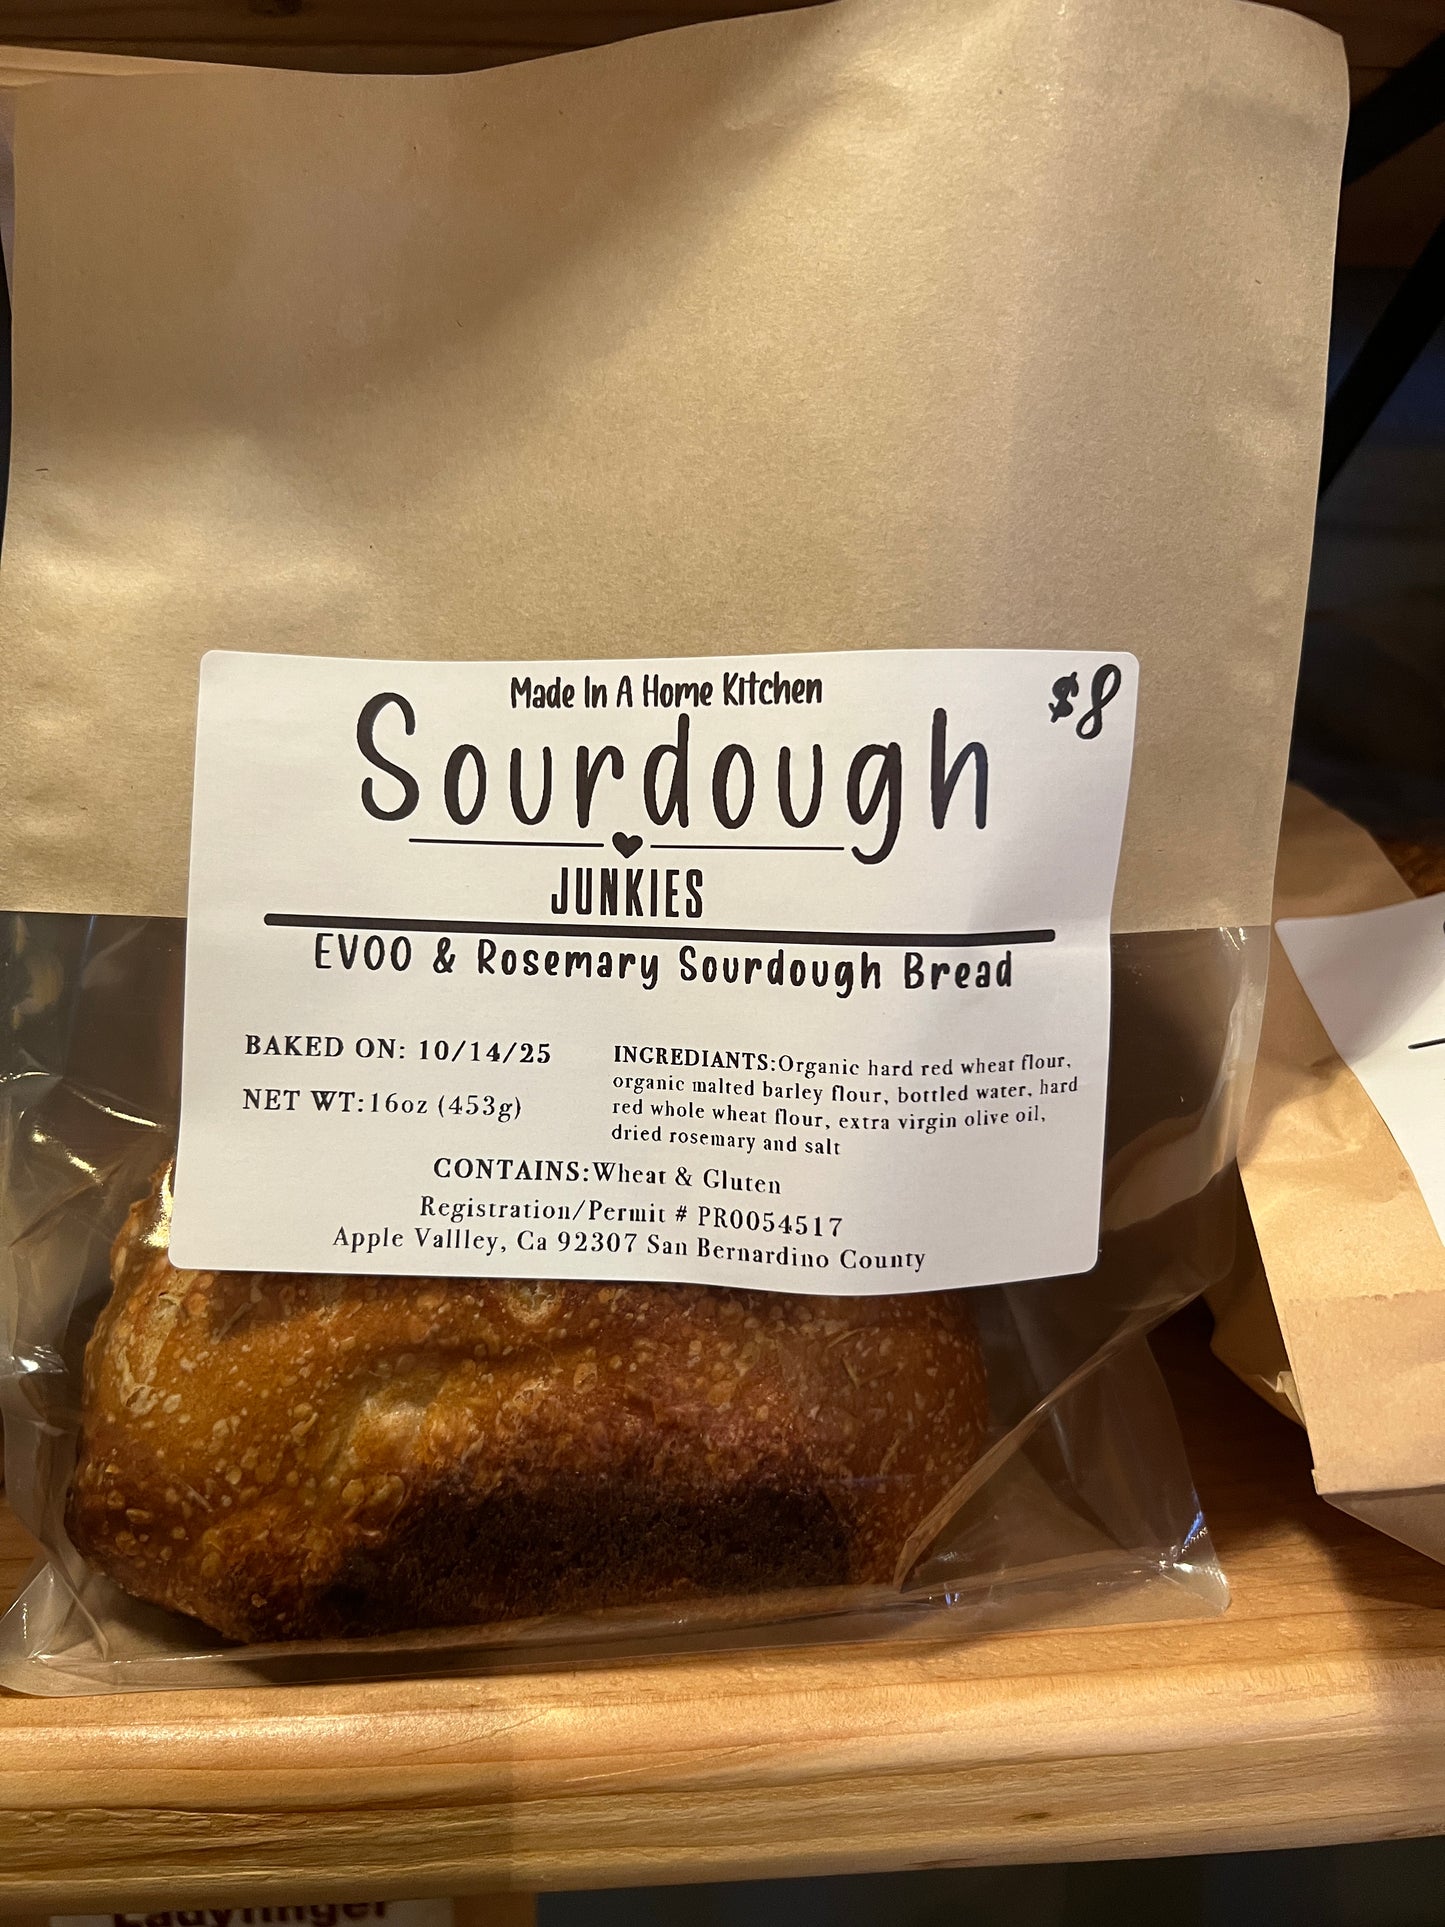 Made In A Home Kitchen
$8
Sourdough
JUNKIES
EVOO & Rosemary Sourdough Bread
BAKED ON: 10/14/25
NET WT:16oz (453g)
INGREDIANTS:Organic hard red wheat flour,
organic malted barley flour, bottled water, hard
red whole wheat flour, extra virgin olive oil,
dried rosemary and salt
CONTAINS:Wheat & Gluten
Registration/Permit # PR0054517
Apple Vallley, Ca 92307 San Bernardino County
Ladyfinger